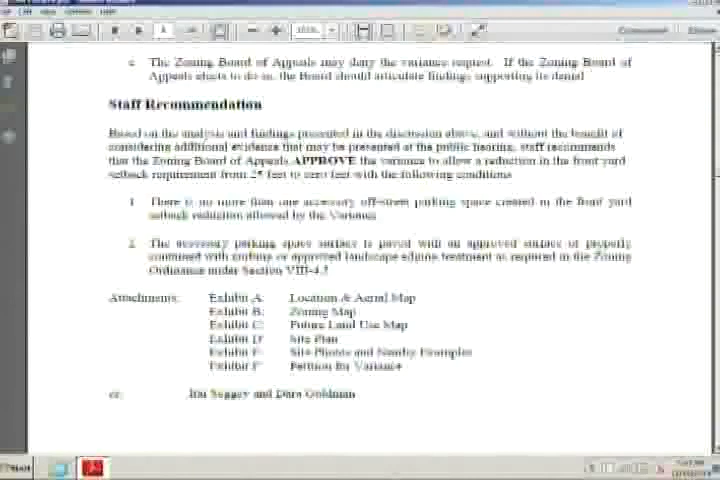 c. The Zoning Board of Appeals may deny the variance request. If the Zoning Board of
Appeals elects to do so, the Board should articulate findings supporting its denial.
Staff Recommendation
Based on the analysis and findings presented in the discussion above, and without the benefit of
considering additional evidence that may be presented at the public hearing, staff recommends
that the Zoning Board of Appeals APPROVE the variance to allow a reduction in the front yard
setback requirement from 25 feet to zero feet with the following conditions
1. There is no more than one accessory off-street parking space created in the front yard
setback reduction allowed by the Variance
2. The accessory parking space surface is paved with an approved surface or properly
contained with curbing or approved landscape edging treatment as required in the Zoning
Ordinance under Section VIII-4.F
Attachments: Exhibit A: Location & Aerial Map
Exhibit B: Zoning Map
Exhibit C: Future Land Use Map
Exhibit D: Site Plan
Exhibit E: Site Photos and Nearby Examples
Exhibit F: Petition for Variance
cc: and Dara Goldman
Start